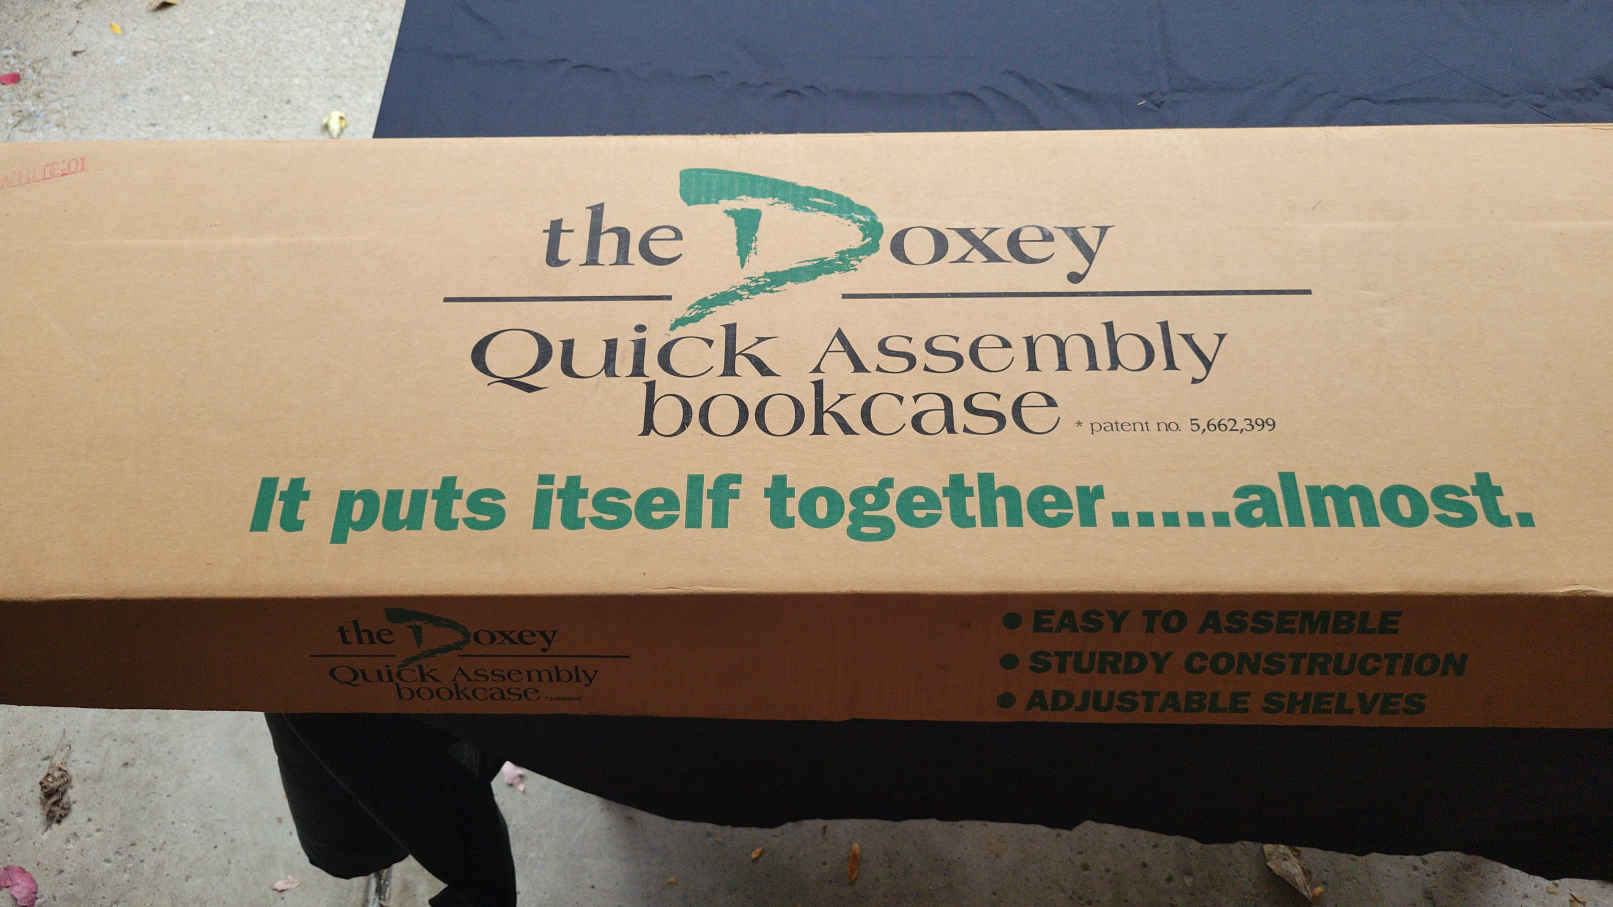 the Doxey
Quick Assembly
bookcase * patent no. 5,662,399
It puts itself together.....almost.
the Doxey
Quick Assembly
bookcase
• EASY TO ASSEMBLE
• STURDY CONSTRUCTION
• ADJUSTABLE SHELVES